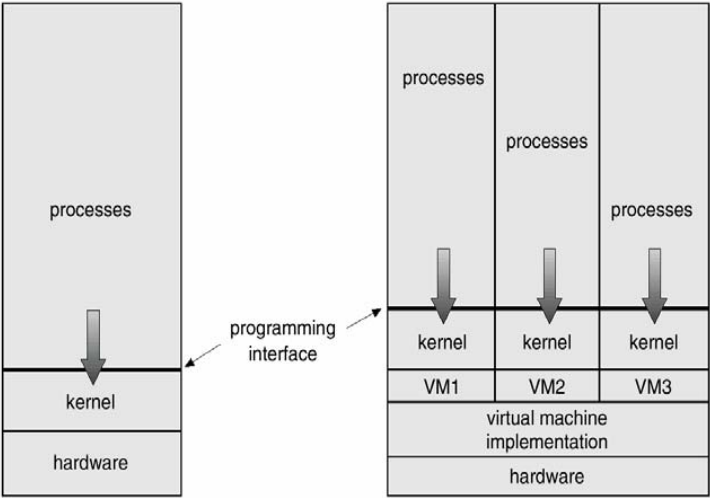 processes
kernel
hardware
programming
interface
processes
processes
processes
kernel
kernel
kernel
VM1
VM2
VM3
virtual machine
implementation
hardware